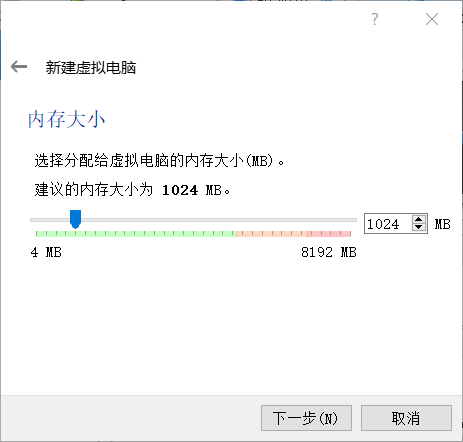 ?
新建虚拟电脑
内存大小
选择分配给虚拟电脑的内存大小(MB)。
建议的内存大小为 1024 MB。
1024 MB
4 MB 8192 MB
下一步(N) 取消